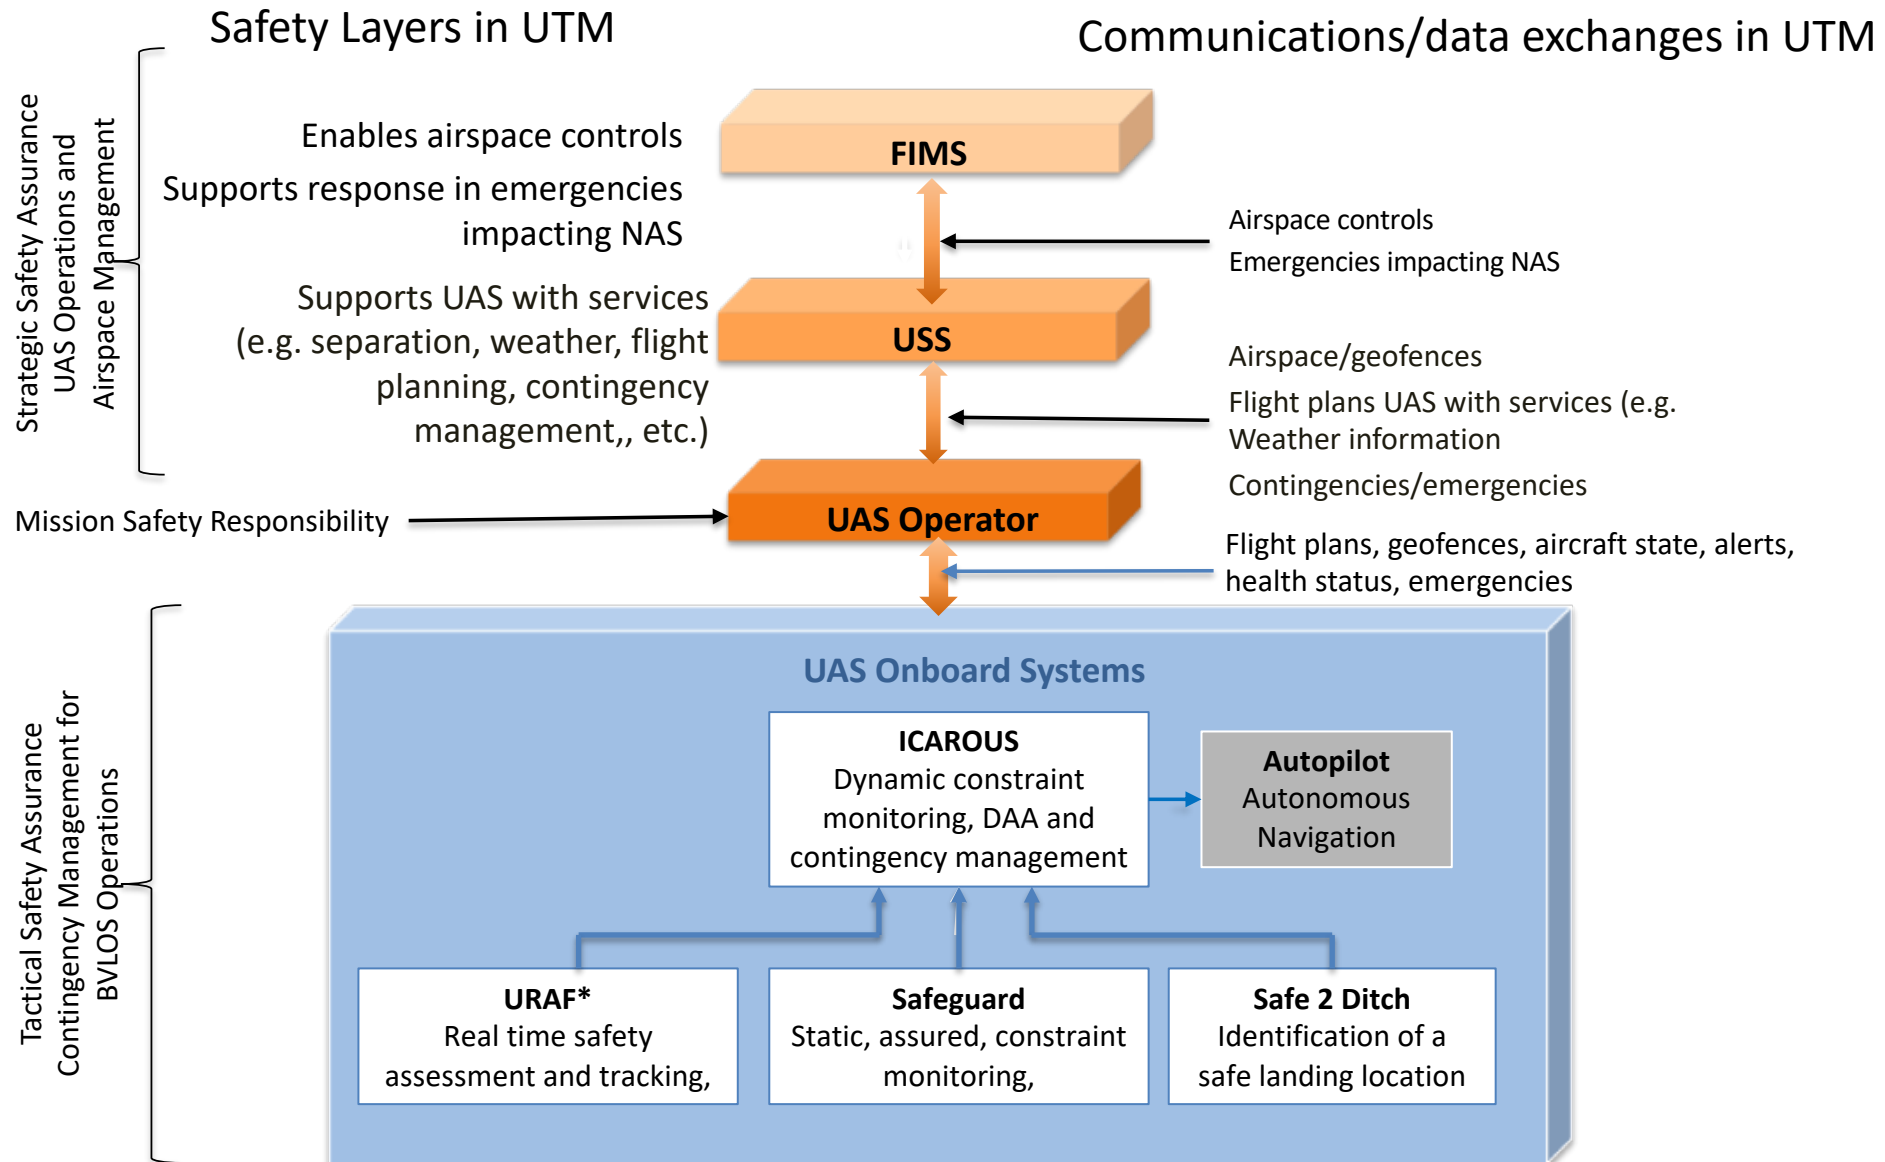 Safety Layers in UTM
Communications/data exchanges in UTM
Strategic Safety Assurance
UAS Operations and
Airspace Management
Enables airspace controls
Supports response in emergencies
impacting NAS
FIMS
Airspace controls
Emergencies impacting NAS
Supports UAS with services
(e.g. separation, weather, flight
planning, contingency
management,, etc.)
USS
Airspace/geofences
Flight plans UAS with services (e.g.
Weather information
Contingencies/emergencies
Mission Safety Responsibility
UAS Operator
Flight plans, geofences, aircraft state, alerts,
health status, emergencies
Tactical Safety Assurance
Contingency Management for
BVLOS Operations
UAS Onboard Systems
ICAROUS
Dynamic constraint
monitoring, DAA and
contingency management
Autopilot
Autonomous
Navigation
URAF*
Real time safety
assessment and tracking,
Safeguard
Static, assured, constraint
monitoring,
Safe 2 Ditch
Identification of a
safe landing location